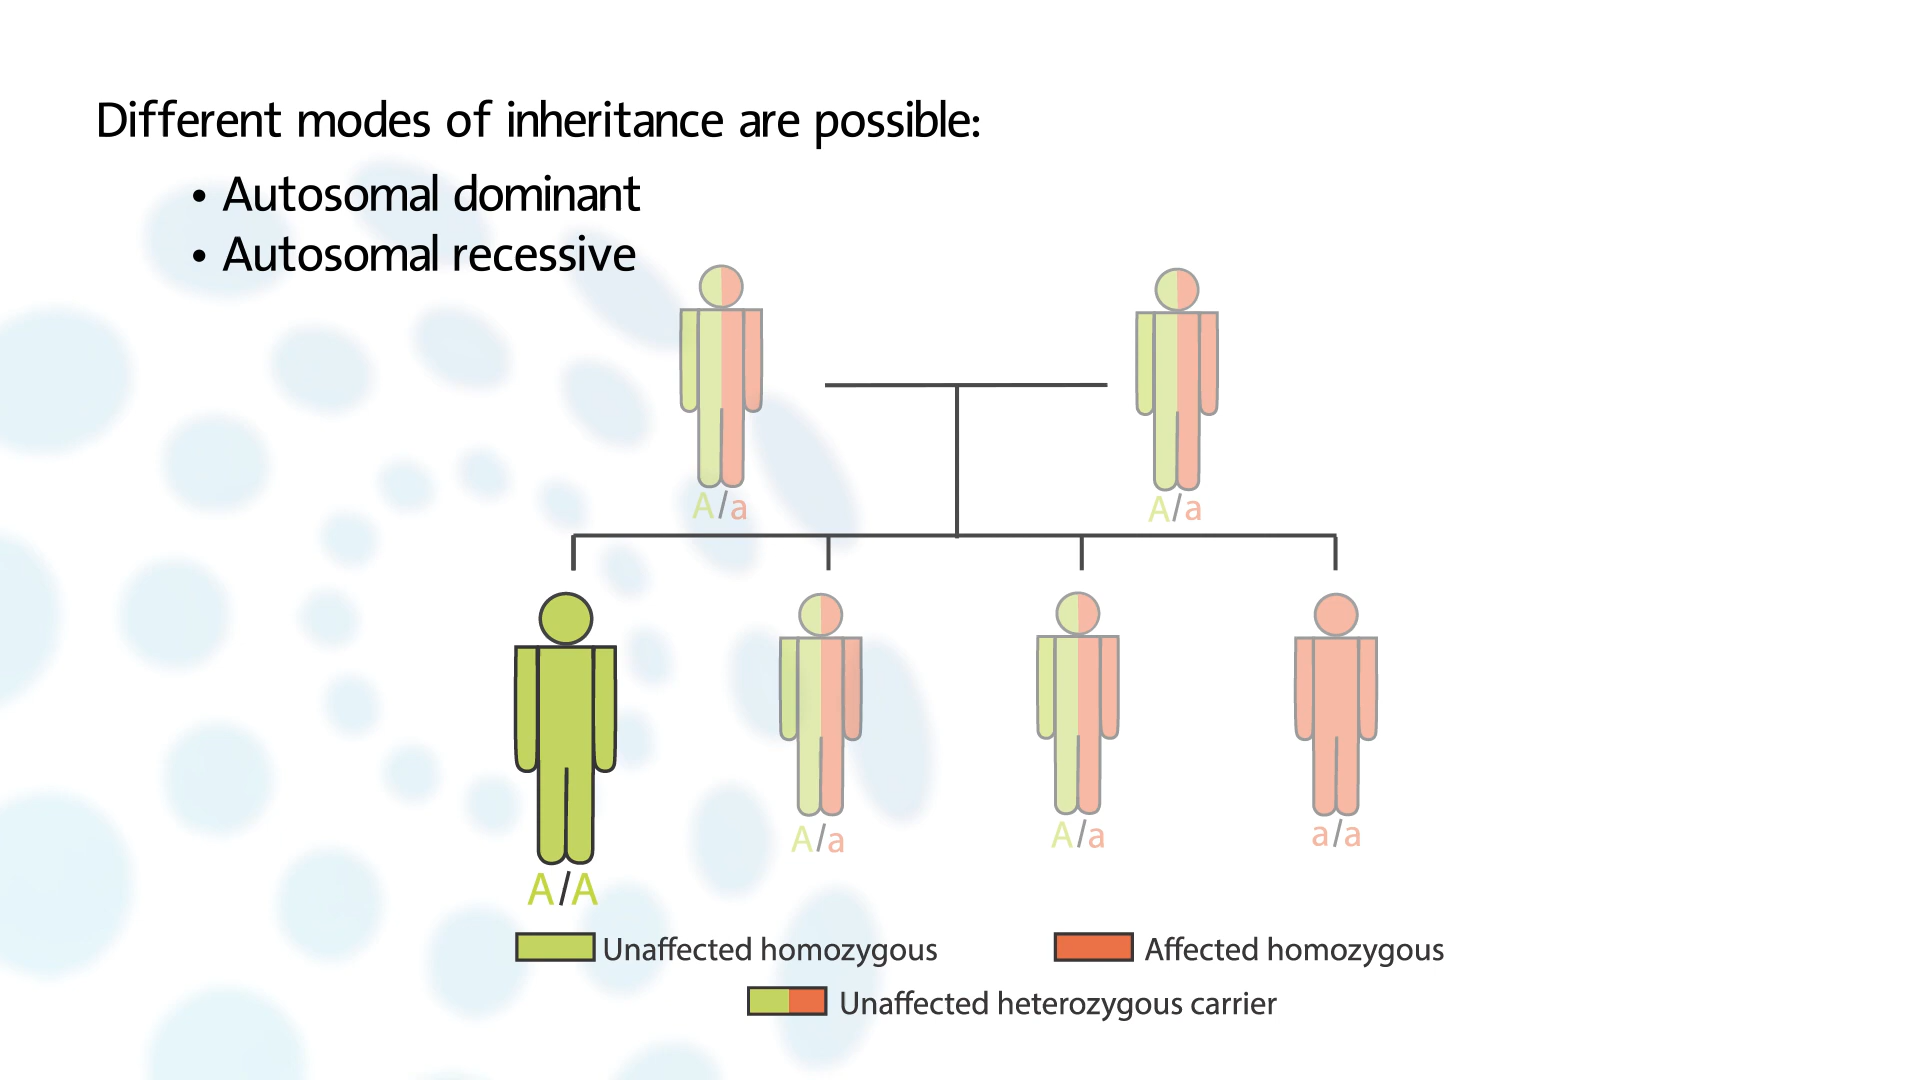 Different modes of inheritance are possible:
• Autosomal dominant
• Autosomal recessive
A/a
A/a
A/A
A/a
A/a
a/a
Unaffected homozygous
Affected homozygous
Unaffected heterozygous carrier